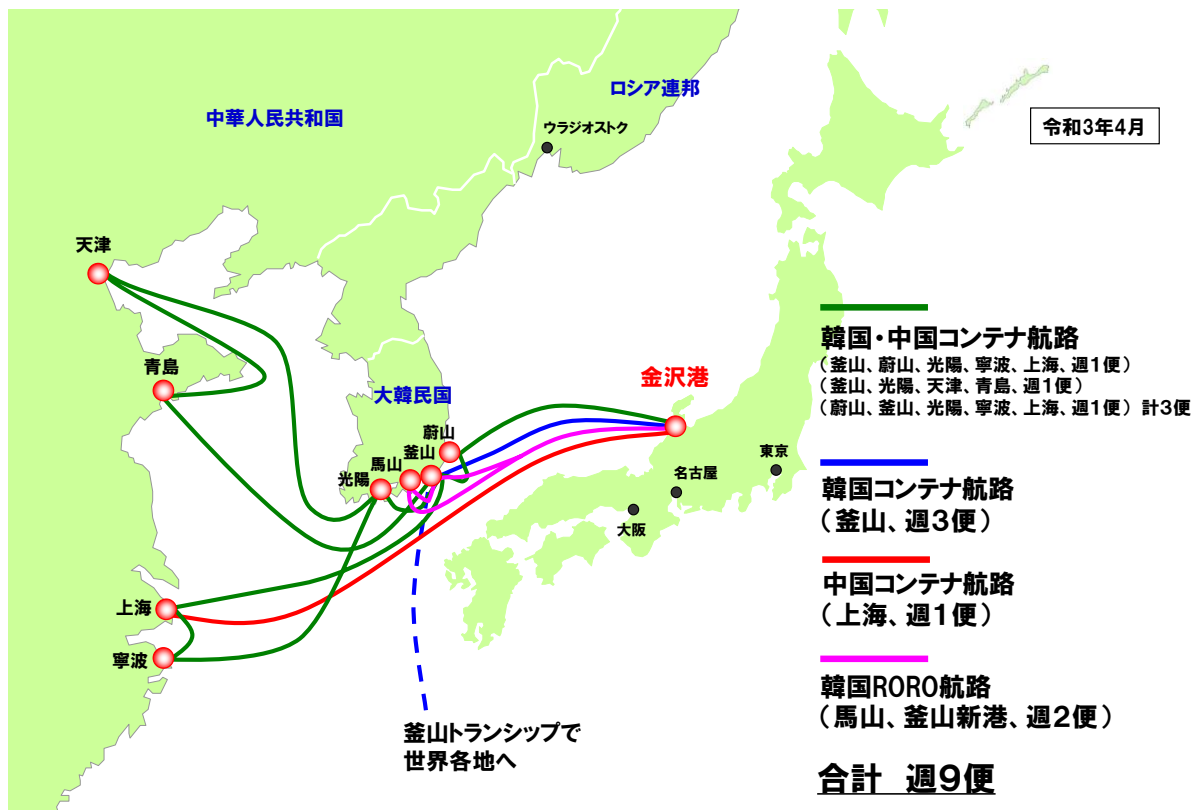 中華人民共和国
ロシア連邦
ウラジオストク
令和3年4月
天津
青島
大韓民国
金沢港
蔚山
釜山
馬山
光陽
東京
名古屋
大阪
上海
寧波
釜山トランシップで
世界各地へ
韓国・中国コンテナ航路
（釜山、蔚山、光陽、寧波、上海、週1便）
（釜山、光陽、天津、青島、週1便）
（蔚山、釜山、光陽、寧波、上海、週1便） 計3便
韓国コンテナ航路
（釜山、週3便）
中国コンテナ航路
（上海、週1便）
韓国RORO航路
（馬山、釜山新港、週2便）
合計 週9便